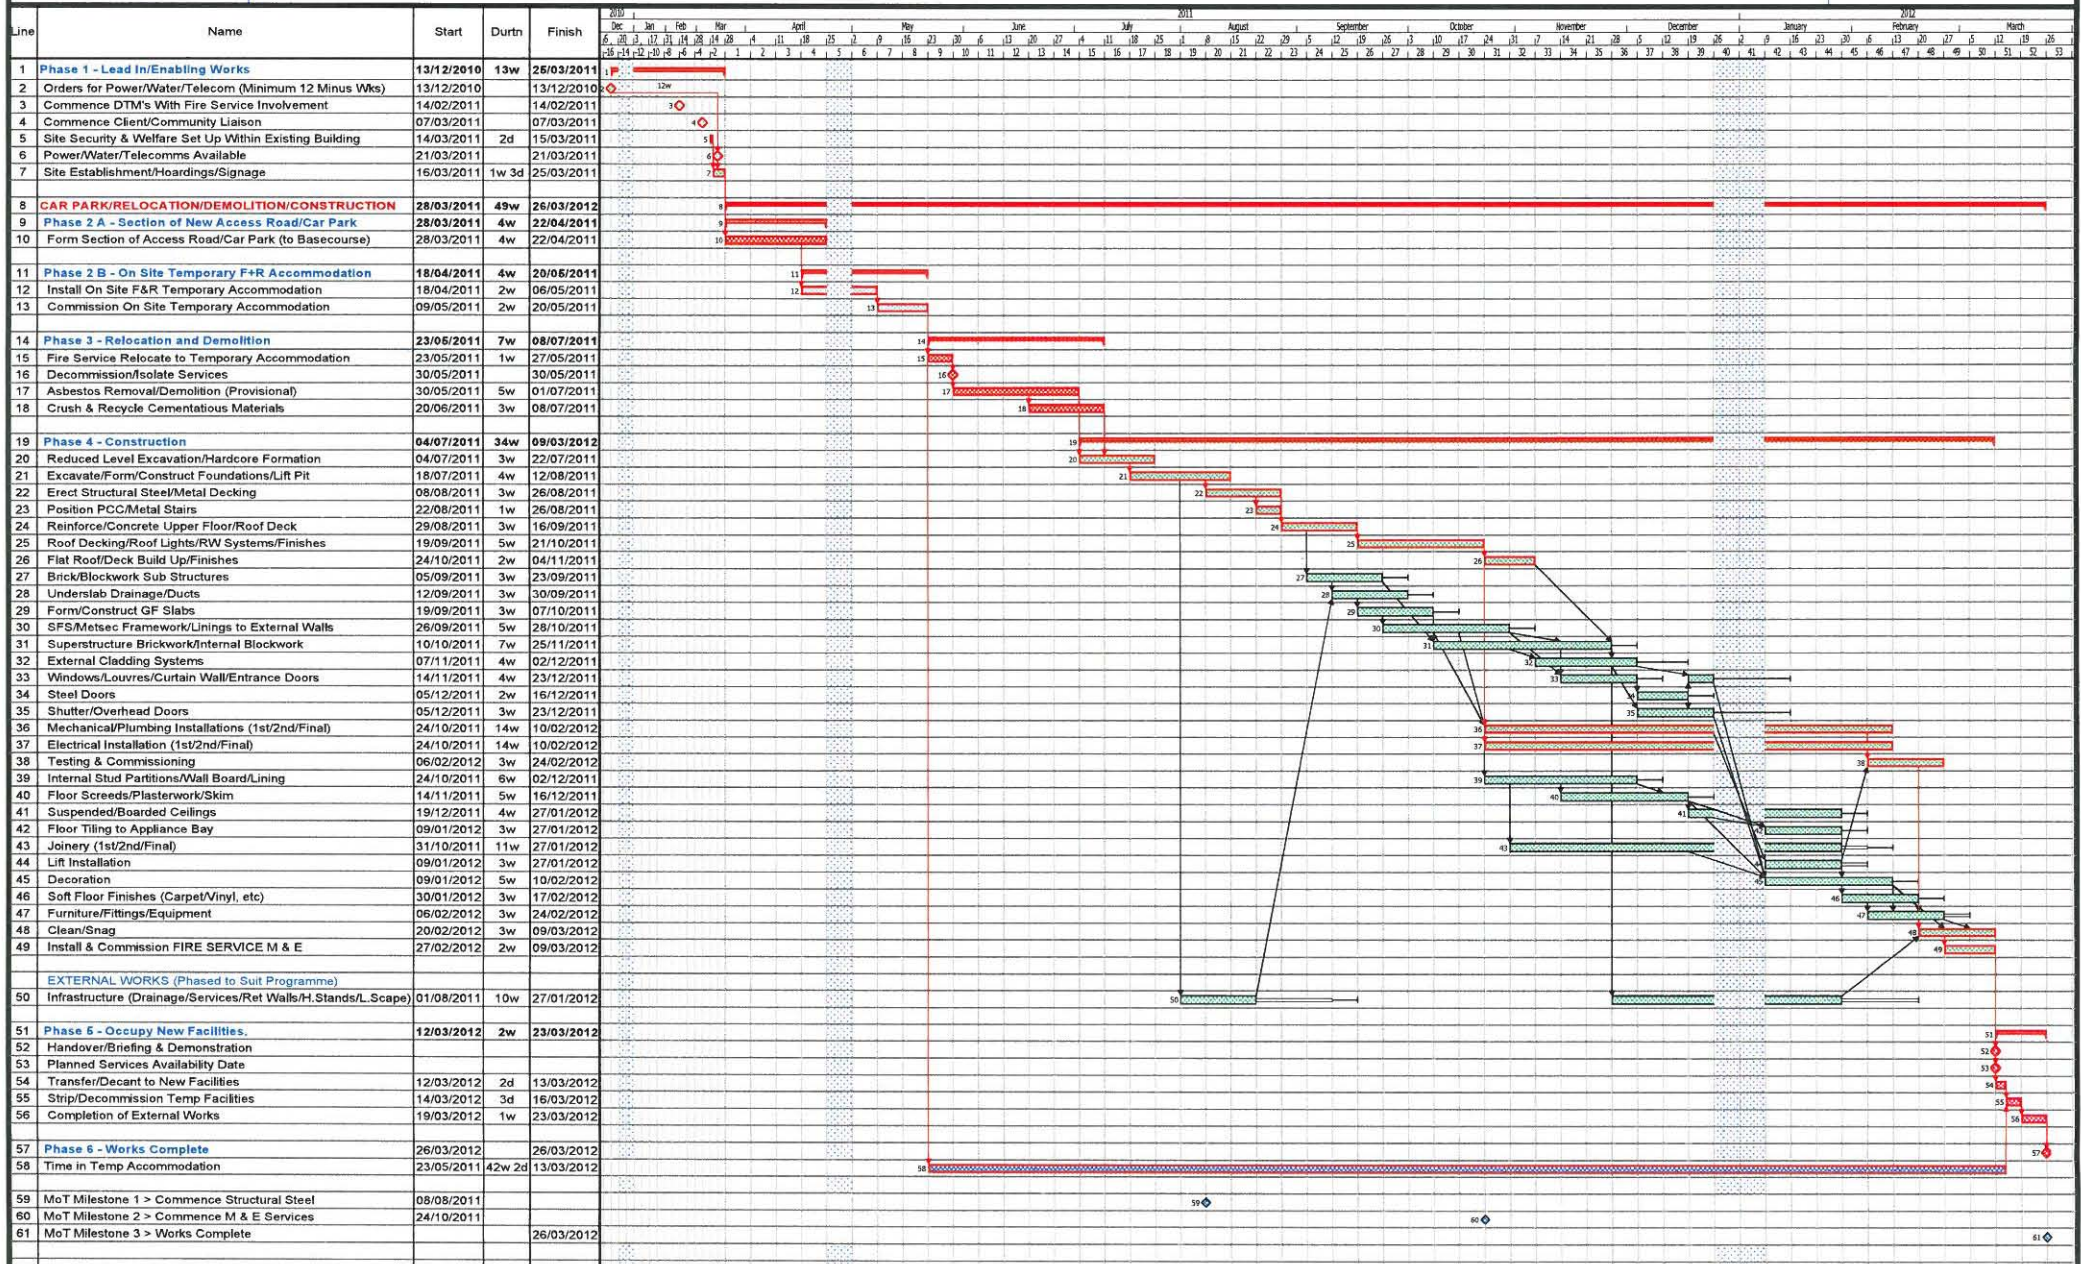 Line Name Start Durtn Finish
2010 2011 2012
Dec Jan Feb Mar April May June July August September October November December January February March
1 Phase 1 - Lead In/Enabling Works 13/12/2010 13w 25/03/2011
2 Orders for Power/Water/Telecom (Minimum 12 Minus Wks) 13/12/2010 13/12/2010 12w
3 Commence DTM's With Fire Service Involvement 14/02/2011 14/02/2011
4 Commence Client/Community Liaison 07/03/2011 07/03/2011
5 Site Security & Welfare Set Up Within Existing Building 14/03/2011 2d 15/03/2011
6 Power/Water/Telecomms Available 21/03/2011 21/03/2011
7 Site Establishment/Hoardings/Signage 16/03/2011 1w 3d 25/03/2011
8 CAR PARK/RELOCATION/DEMOLITION/CONSTRUCTION 28/03/2011 49w 26/03/2012
9 Phase 2 A - Section of New Access Road/Car Park 28/03/2011 4w 22/04/2011
10 Form Section of Access Road/Car Park (to Basecourse) 28/03/2011 4w 22/04/2011
11 Phase 2 B - On Site Temporary F+R Accommodation 18/04/2011 4w 20/05/2011
12 Install On Site F&R Temporary Accommodation 18/04/2011 2w 06/05/2011
13 Commission On Site Temporary Accommodation 09/05/2011 2w 20/05/2011
14 Phase 3 - Relocation and Demolition 23/05/2011 7w 08/07/2011
15 Fire Service Relocate to Temporary Accommodation 23/05/2011 1w 27/05/2011
16 Decommission/Isolate Services 30/05/2011 30/05/2011
17 Asbestos Removal/Demolition (Provisional) 30/05/2011 5w 01/07/2011
18 Crush & Recycle Cementatious Materials 20/06/2011 3w 08/07/2011
19 Phase 4 - Construction 04/07/2011 34w 09/03/2012
20 Reduced Level Excavation/Hardcore Formation 04/07/2011 3w 22/07/2011
21 Excavate/Form/Construct Foundations/Lift Pit 18/07/2011 4w 12/08/2011
22 Erect Structural Steel/Metal Decking 08/08/2011 3w 26/08/2011
23 Position PCC/Metal Stairs 22/08/2011 1w 26/08/2011
24 Reinforce/Concrete Upper Floor/Roof Deck 29/08/2011 3w 16/09/2011
25 Roof Decking/Roof Lights/RW Systems/Finishes 19/09/2011 5w 21/10/2011
26 Flat Roof/Deck Build Up/Finishes 24/10/2011 2w 04/11/2011
27 Brick/Blockwork Sub Structures 05/09/2011 3w 23/09/2011
28 Underslab Drainage/Ducts 12/09/2011 3w 30/09/2011
29 Form/Construct GF Slabs 19/09/2011 3w 07/10/2011
30 SFS/Metsec Framework/Linings to External Walls 26/09/2011 5w 28/10/2011
31 Superstructure Brickwork/Internal Blockwork 10/10/2011 7w 25/11/2011
32 External Cladding Systems 07/11/2011 4w 02/12/2011
33 Windows/Louvres/Curtain Wall/Entrance Doors 14/11/2011 4w 23/12/2011
34 Steel Doors 05/12/2011 2w 16/12/2011
35 Shutter/Overhead Doors 05/12/2011 3w 23/12/2011
36 Mechanical/Plumbing Installations (1st/2nd/Final) 24/10/2011 14w 10/02/2012
37 Electrical Installation (1st/2nd/Final) 24/10/2011 14w 10/02/2012
38 Testing & Commissioning 06/02/2012 3w 24/02/2012
39 Internal Stud Partitions/Wall Board/Lining 24/10/2011 6w 02/12/2011
40 Floor Screeds/Plasterwork/Skim 14/11/2011 5w 16/12/2011
41 Suspended/Boarded Ceilings 19/12/2011 4w 27/01/2012
42 Floor Tiling to Appliance Bay 09/01/2012 3w 27/01/2012
43 Joinery (1st/2nd/Final) 31/10/2011 11w 27/01/2012
44 Lift Installation 09/01/2012 3w 27/01/2012
45 Decoration 09/01/2012 5w 10/02/2012
46 Soft Floor Finishes (Carpet/Vinyl, etc) 30/01/2012 3w 17/02/2012
47 Furniture/Fittings/Equipment 06/02/2012 3w 24/02/2012
48 Clean/Snag 20/02/2012 3w 09/03/2012
49 Install & Commission FIRE SERVICE M & E 27/02/2012 2w 09/03/2012
EXTERNAL WORKS (Phased to Suit Programme)
50 Infrastructure (Drainage/Services/Ret Walls/H.Stands/L.Scape) 01/08/2011 10w 27/01/2012
51 Phase 5 - Occupy New Facilities. 12/03/2012 2w 23/03/2012
52 Handover/Briefing & Demonstration
53 Planned Services Availability Date
54 Transfer/Decant to New Facilities 12/03/2012 2d 13/03/2012
55 Strip/Decommission Temp Facilities 14/03/2012 3d 16/03/2012
56 Completion of External Works 19/03/2012 1w 23/03/2012
57 Phase 6 - Works Complete 26/03/2012 26/03/2012
58 Time in Temp Accommodation 23/05/2011 42w 2d 13/03/2012
59 MoT Milestone 1 > Commence Structural Steel 08/08/2011
60 MoT Milestone 2 > Commence M & E Services 24/10/2011
61 MoT Milestone 3 > Works Complete 26/03/2012